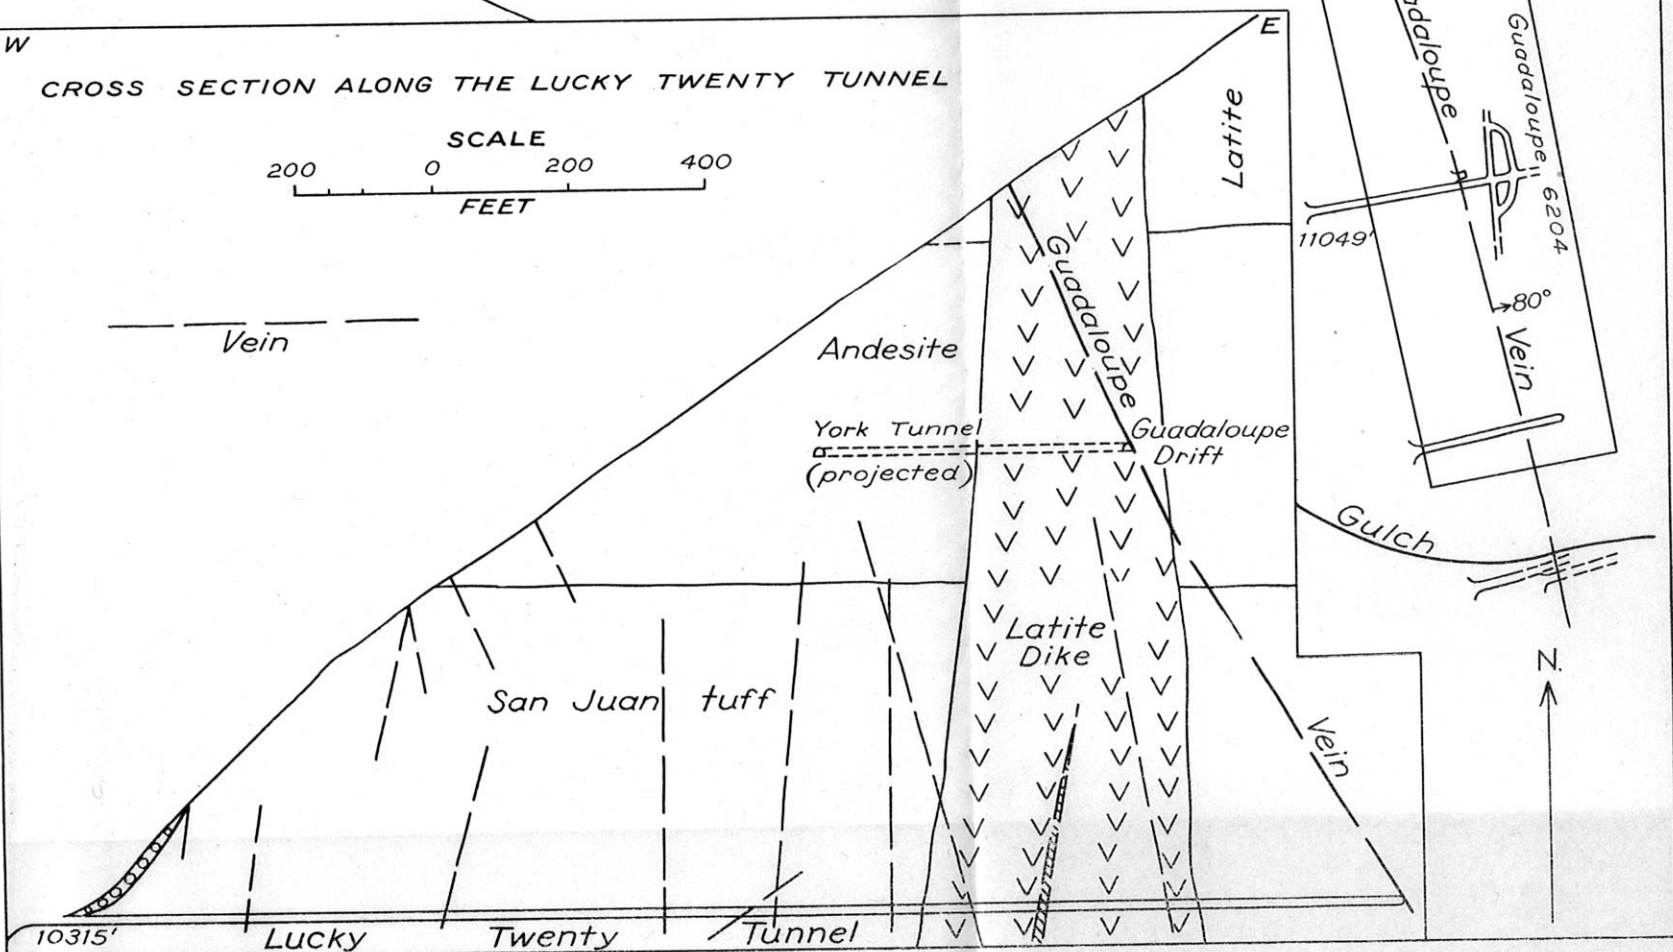 W
E
CROSS SECTION ALONG THE LUCKY TWENTY TUNNEL
SCALE
200 0 200 400
FEET
Vein
Latite
Andesite
Guadaloupe
York Tunnel
(projected)
Guadaloupe
Drift
San Juan tuff
Latite
Dike
Vein
10315'
Lucky Twenty Tunnel
adaloupe
Guadaloupe 6204
11049'
80°
Vein
Gulch
N.